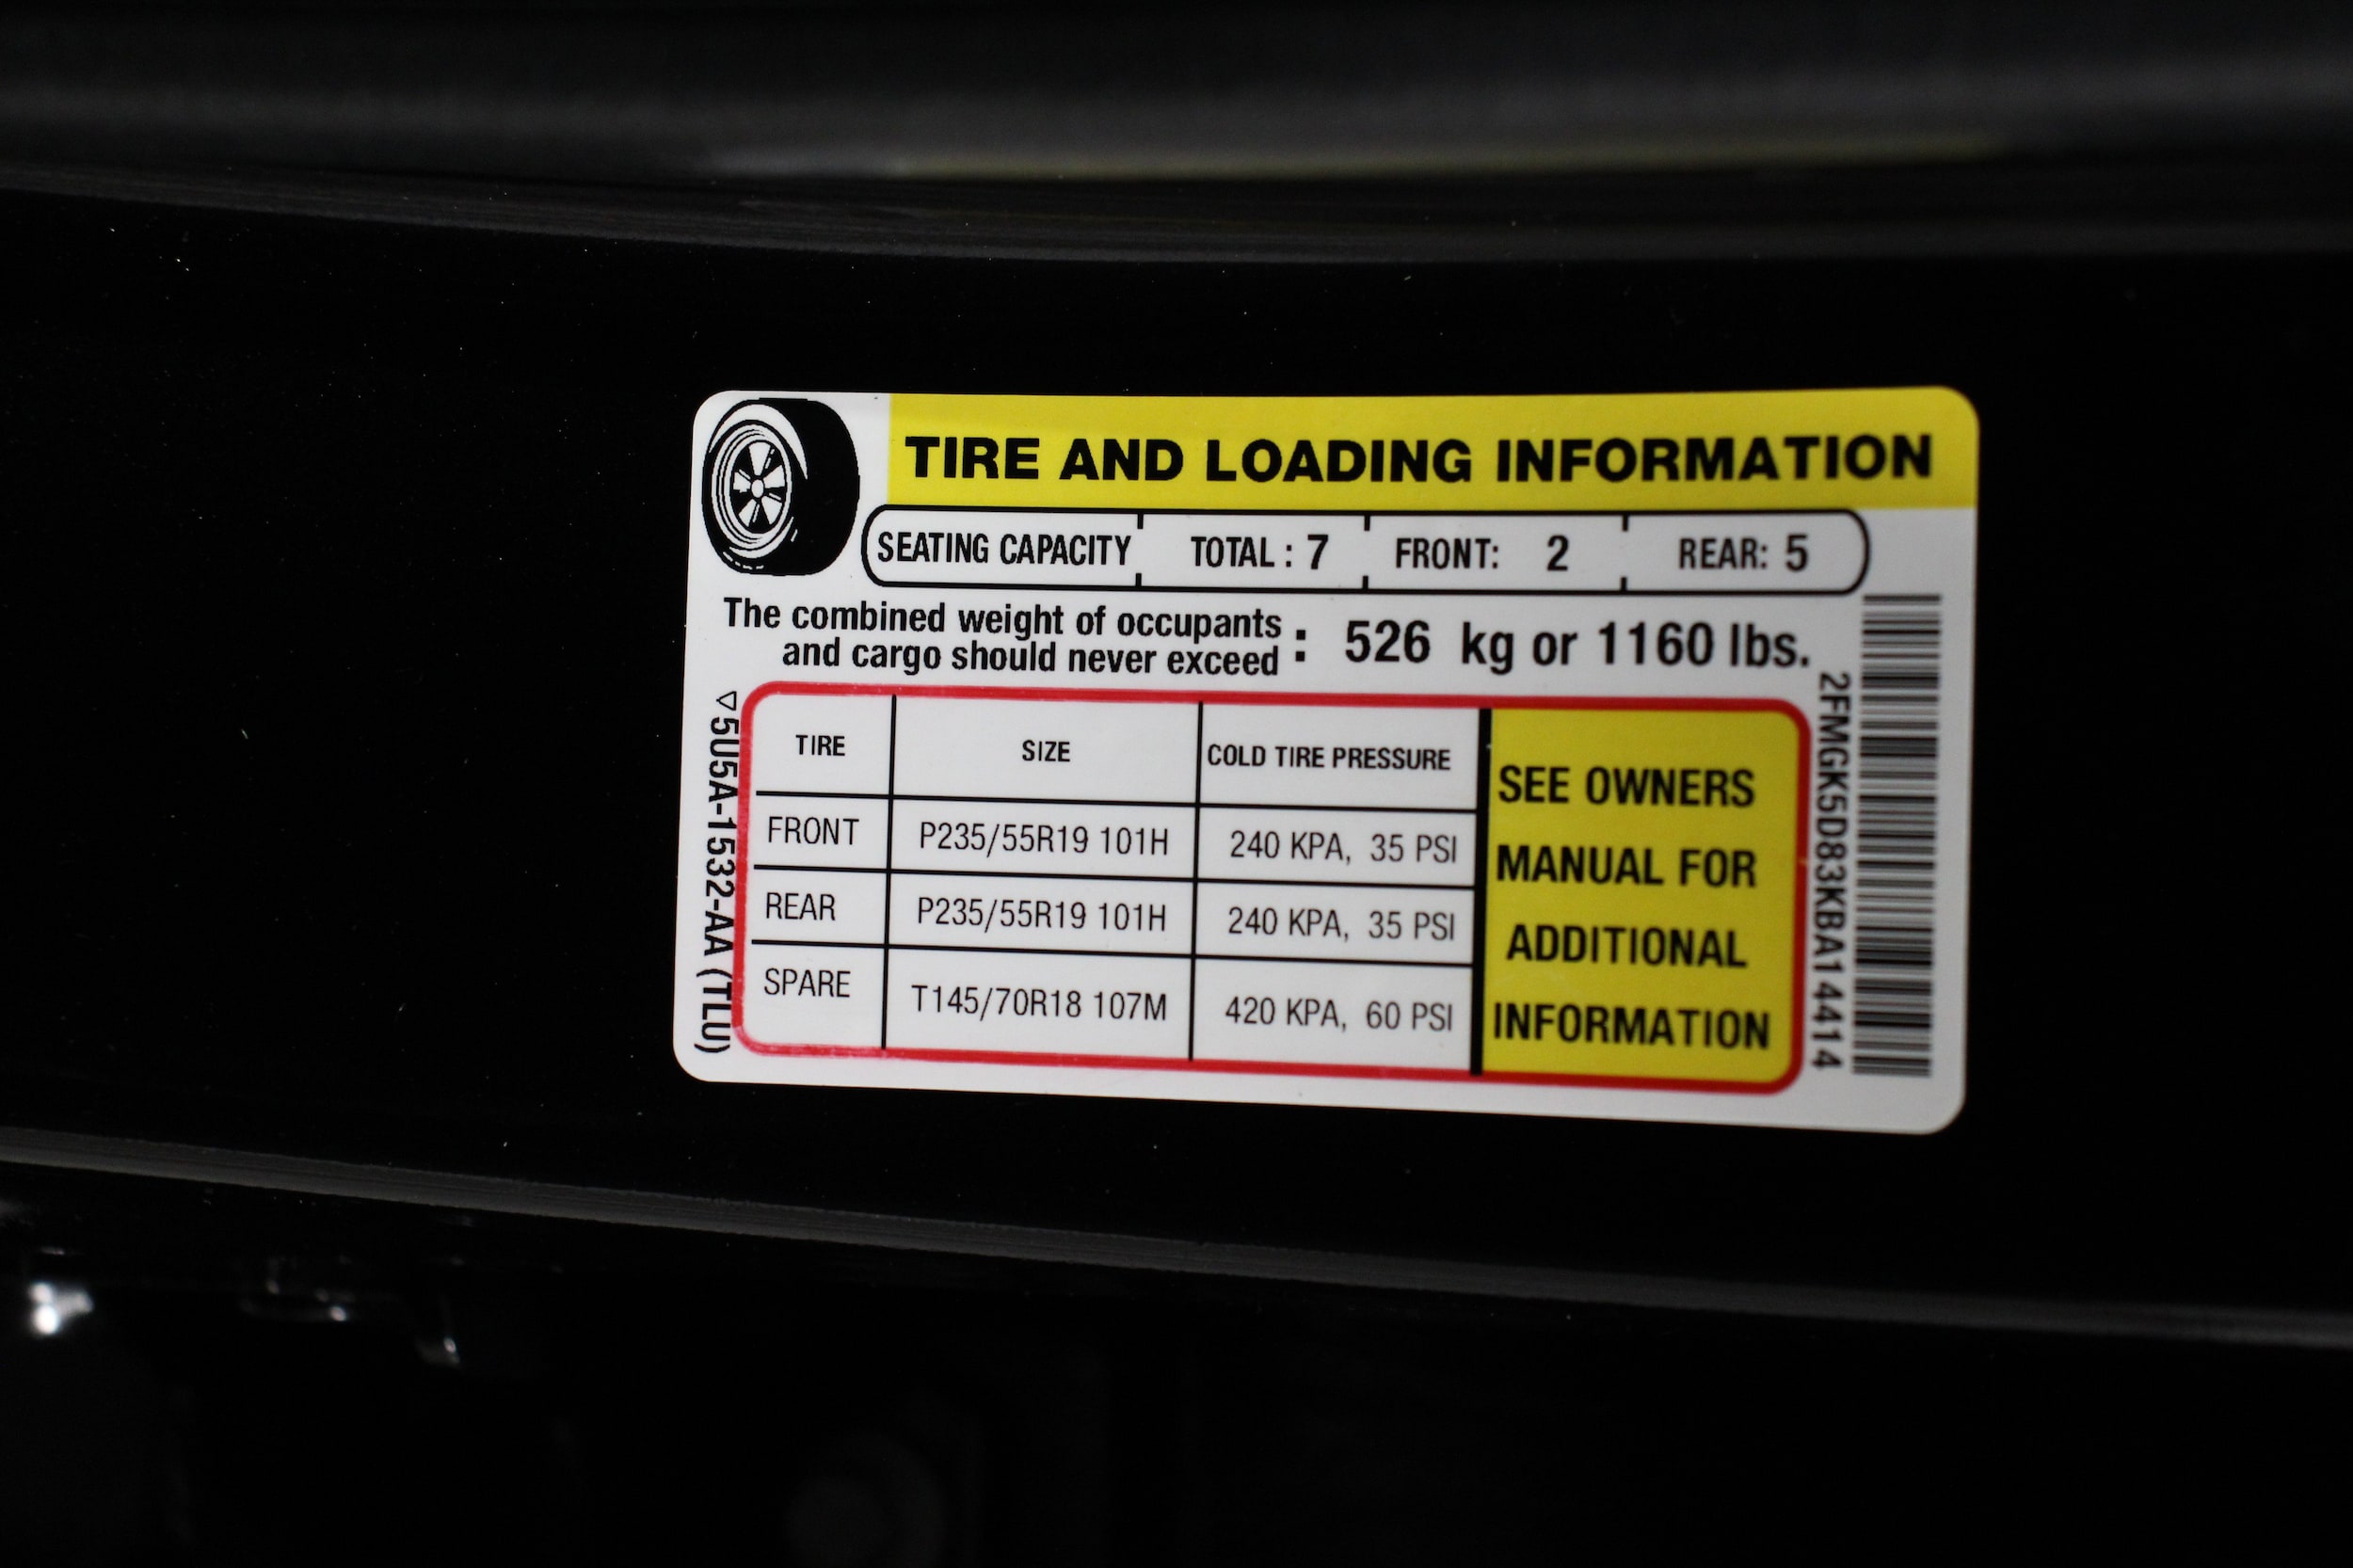 TIRE AND LOADING INFORMATION
SEATING CAPACITY TOTAL : 7 FRONT: 2 REAR: 5
The combined weight of occupants
and cargo should never exceed : 526 kg or 1160 lbs.
TIRE SIZE COLD TIRE PRESSURE
FRONT P235/55R19 101H 240 KPA, 35 PSI
REAR P235/55R19 101H 240 KPA, 35 PSI
SPARE T145/70R18 107M 420 KPA, 60 PSI
SEE OWNERS
MANUAL FOR
ADDITIONAL
INFORMATION
5U5A-1532-AA (TLU)
2FMGK5D83KBA14414